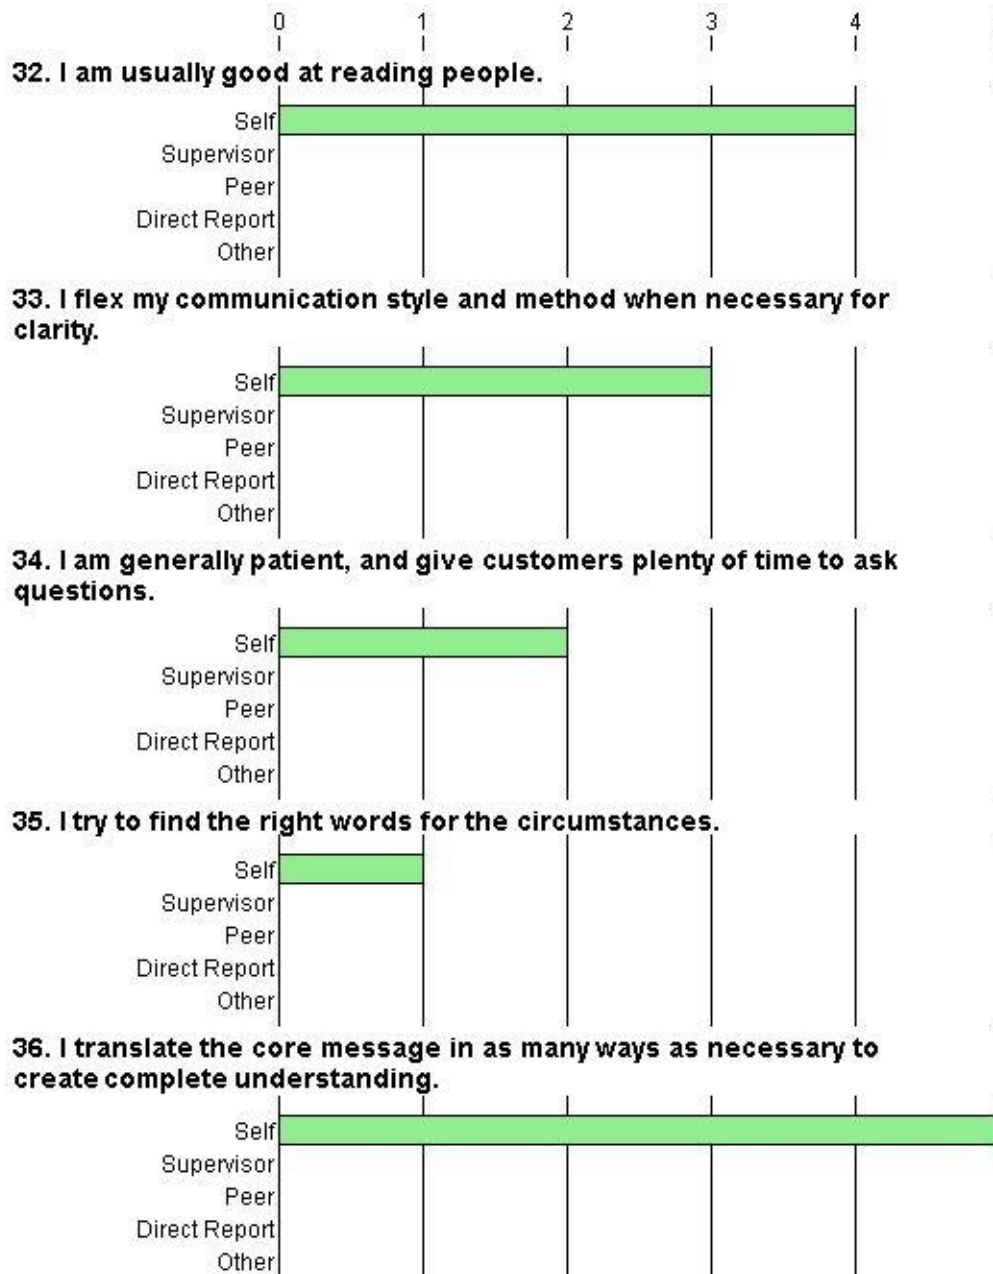 0 1 2 3 4
32. I am usually good at reading people.
Self
Supervisor
Peer
Direct Report
Other
33. I flex my communication style and method when necessary for
clarity.
Self
Supervisor
Peer
Direct Report
Other
34. I am generally patient, and give customers plenty of time to ask
questions.
Self
Supervisor
Peer
Direct Report
Other
35. I try to find the right words for the circumstances.
Self
Supervisor
Peer
Direct Report
Other
36. I translate the core message in as many ways as necessary to
create complete understanding.
Self
Supervisor
Peer
Direct Report
Other